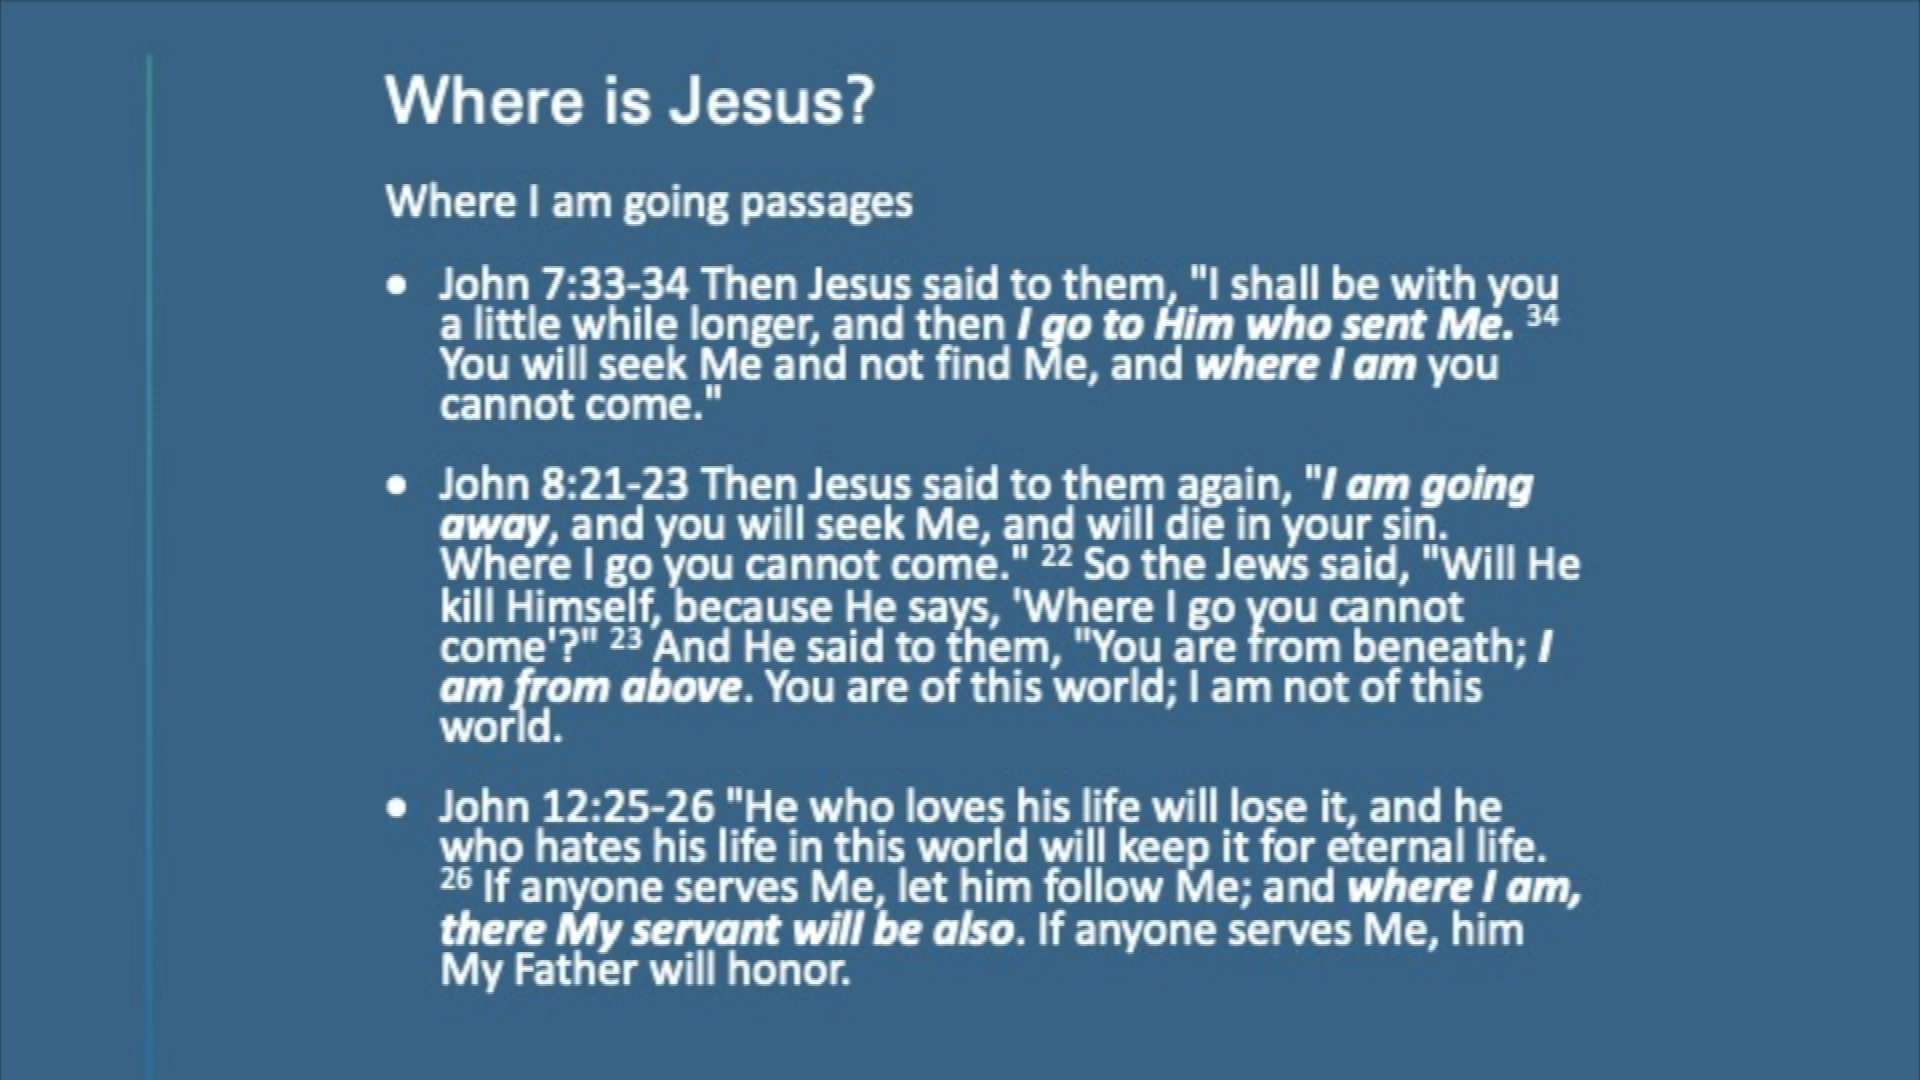 Where is Jesus?
Where I am going passages
• John 7:33-34 Then Jesus said to them, "I shall be with you
a little while longer, and then I go to Him who sent Me. 34
You will seek Me and not find Me, and where I am you
cannot come."
• John 8:21-23 Then Jesus said to them again, "I am going
away, and you will seek Me, and will die in your sin.
Where I go you cannot come." 22 So the Jews said, "Will He
kill Himself, because He says, 'Where I go you cannot
come'?" 23 And He said to them, "You are from beneath; I
am from above. You are of this world; I am not of this
world.
• John 12:25-26 "He who loves his life will lose it, and he
who hates his life in this world will keep it for eternal life.
26 If anyone serves Me, let him follow Me; and where I am,
there My servant will be also. If anyone serves Me, him
My Father will honor.